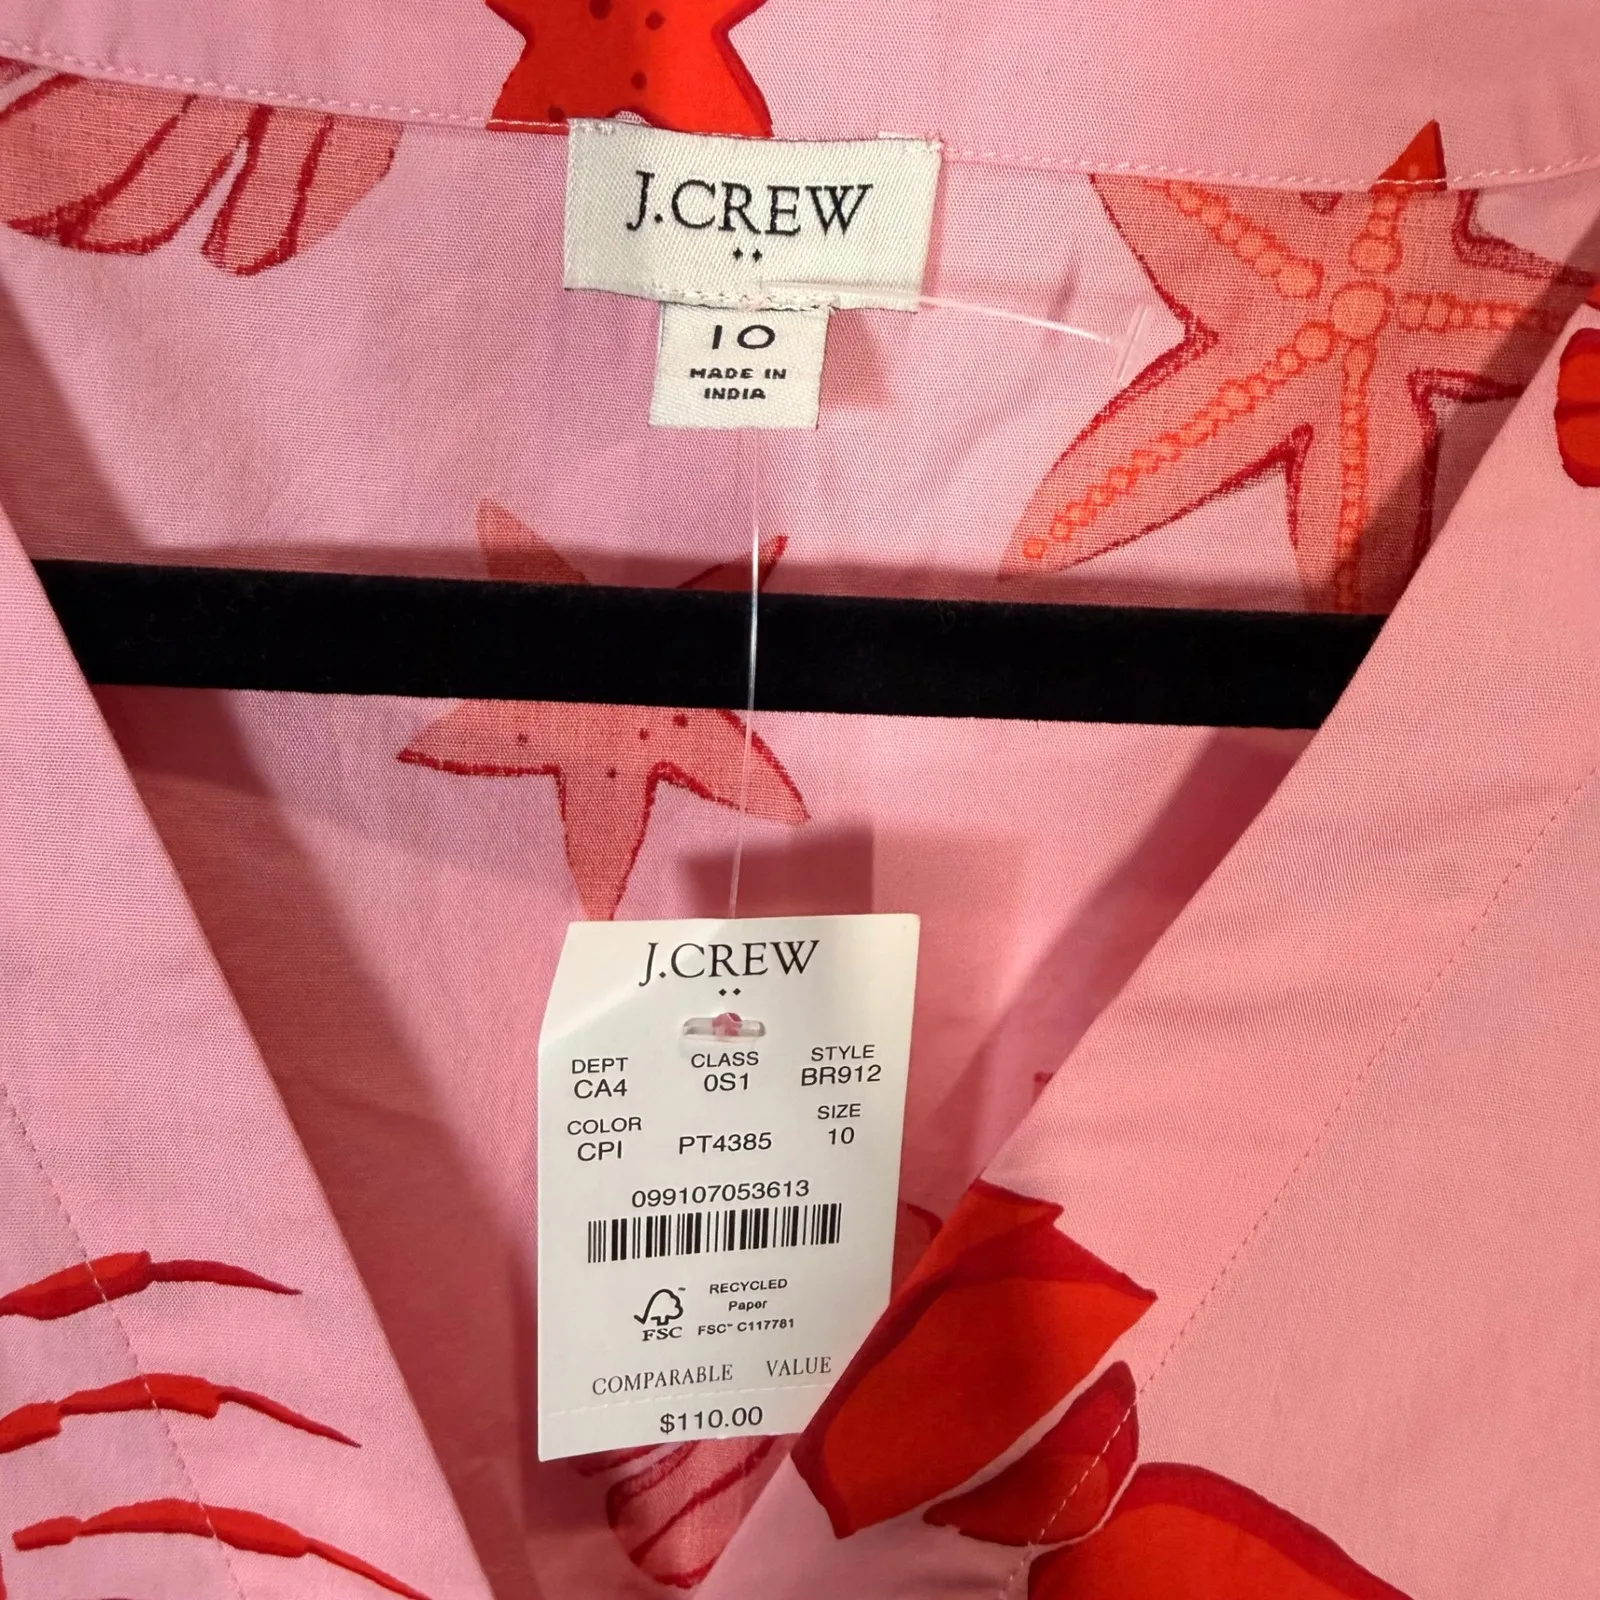 J.CREW
10
MADE IN
INDIA
J.CREW
DEPT CLASS STYLE
CA4 0S1 BR912
COLOR SIZE
CPI PT4385 10
099107053613
RECYCLED
Paper
FSC™ C117781
FSC
COMPARABLE VALUE
$110.00